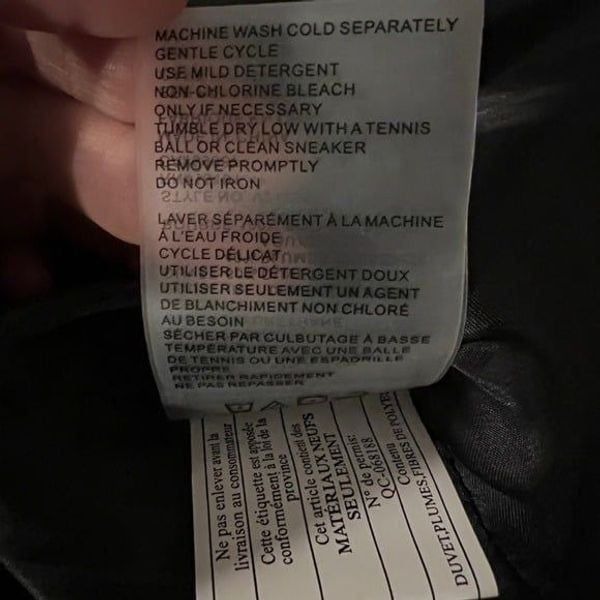 MACHINE WASH COLD SEPARATELY
GENTLE CYCLE
USE MILD DETERGENT
NON-CHLORINE BLEACH
ONLY IF NECESSARY
TUMBLE DRY LOW WITH A TENNIS
BALL OR CLEAN SNEAKER
REMOVE PROMPTLY
DO NOT IRON
LAVER SÉPARÉMENT À LA MACHINE
À L'EAU FROIDE
CYCLE DÉLICAT
UTILISER LE DÉTERGENT DOUX
UTILISER SEULEMENT UN AGENT
DE BLANCHIMENT NON CHLORÉ
AU BESOIN
SÉCHER PAR CULBUTAGE À BASSE
TEMPÉRATURE AVEC UNE BALLE
DE TENNIS OU UNE ESPADRILLE
PROPRE
RETIRER RAPIDEMENT
NE PAS REPASSER
Ne pas enlever avant la
livraison au consommateur
Cette étiquette est apposée
conformément à la loi de la
province
Cet article contient des
MATÉRIAUX NEUFS
SEULEMENT
N° de permis:
QC-068188
Contenu
Contours DE
DUVET,PLUMES,FIBRES DE